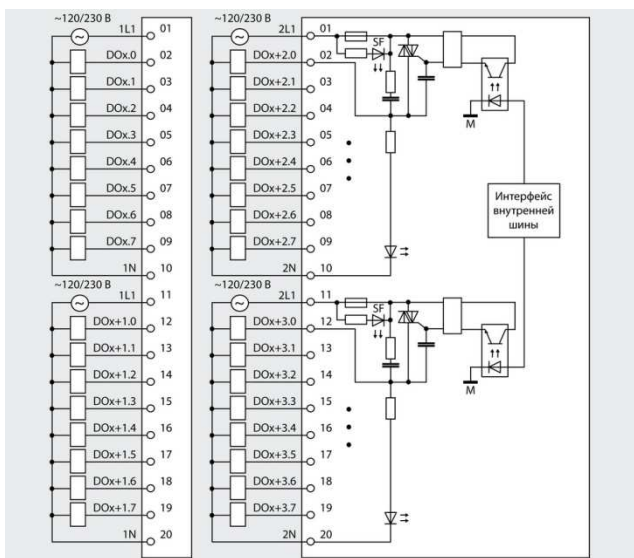 ~120/230 В
1L1
01
DOx.0
02
DOx.1
03
DOx.2
04
DOx.3
05
DOx.4
06
DOx.5
07
DOx.6
08
DOx.7
09
1N
10
~120/230 В
1L1
11
DOx+1.0
12
DOx+1.1
13
DOx+1.2
14
DOx+1.3
15
DOx+1.4
16
DOx+1.5
17
DOx+1.6
18
DOx+1.7
19
1N
20
~120/230 В
2L1
01
DOx+2.0
02
DOx+2.1
03
DOx+2.2
04
DOx+2.3
05
DOx+2.4
06
DOx+2.5
07
DOx+2.6
08
DOx+2.7
09
2N
10
SF
M
~120/230 В
2L1
11
DOx+3.0
12
DOx+3.1
13
DOx+3.2
14
DOx+3.3
15
DOx+3.4
16
DOx+3.5
17
DOx+3.6
18
DOx+3.7
19
2N
20
SF
M
Интерфейс
внутренней
шины